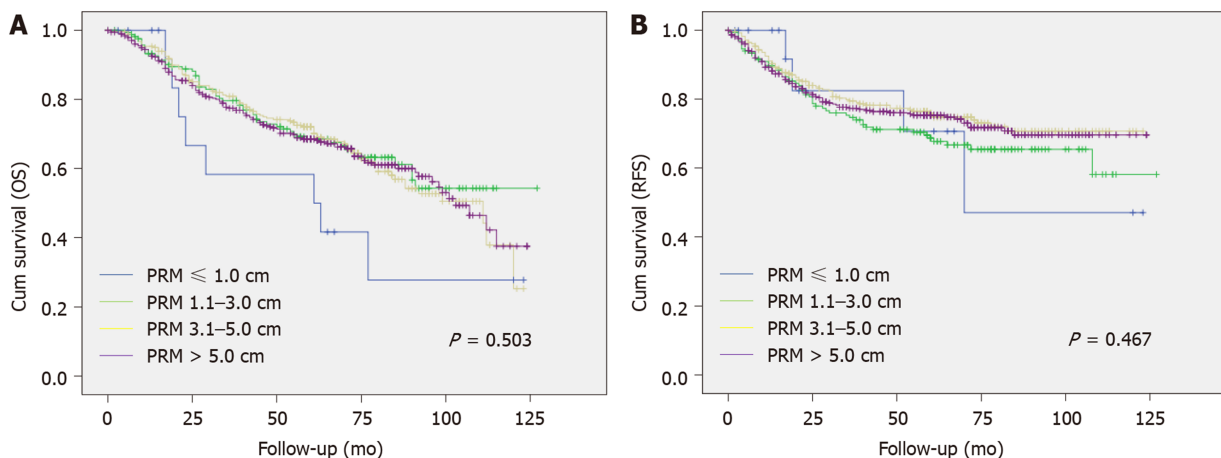 A
1.0
0.8
0.6
0.4
0.2
0.0
Cum survival (OS)
PRM ≤ 1.0 cm
PRM 1.1–3.0 cm
PRM 3.1–5.0 cm
PRM > 5.0 cm
P = 0.503
0 25 50 75 100 125
Follow-up (mo)
B
1.0
0.8
0.6
0.4
0.2
0.0
Cum survival (RFS)
PRM ≤ 1.0 cm
PRM 1.1–3.0 cm
PRM 3.1–5.0 cm
PRM > 5.0 cm
P = 0.467
0 25 50 75 100 125
Follow-up (mo)